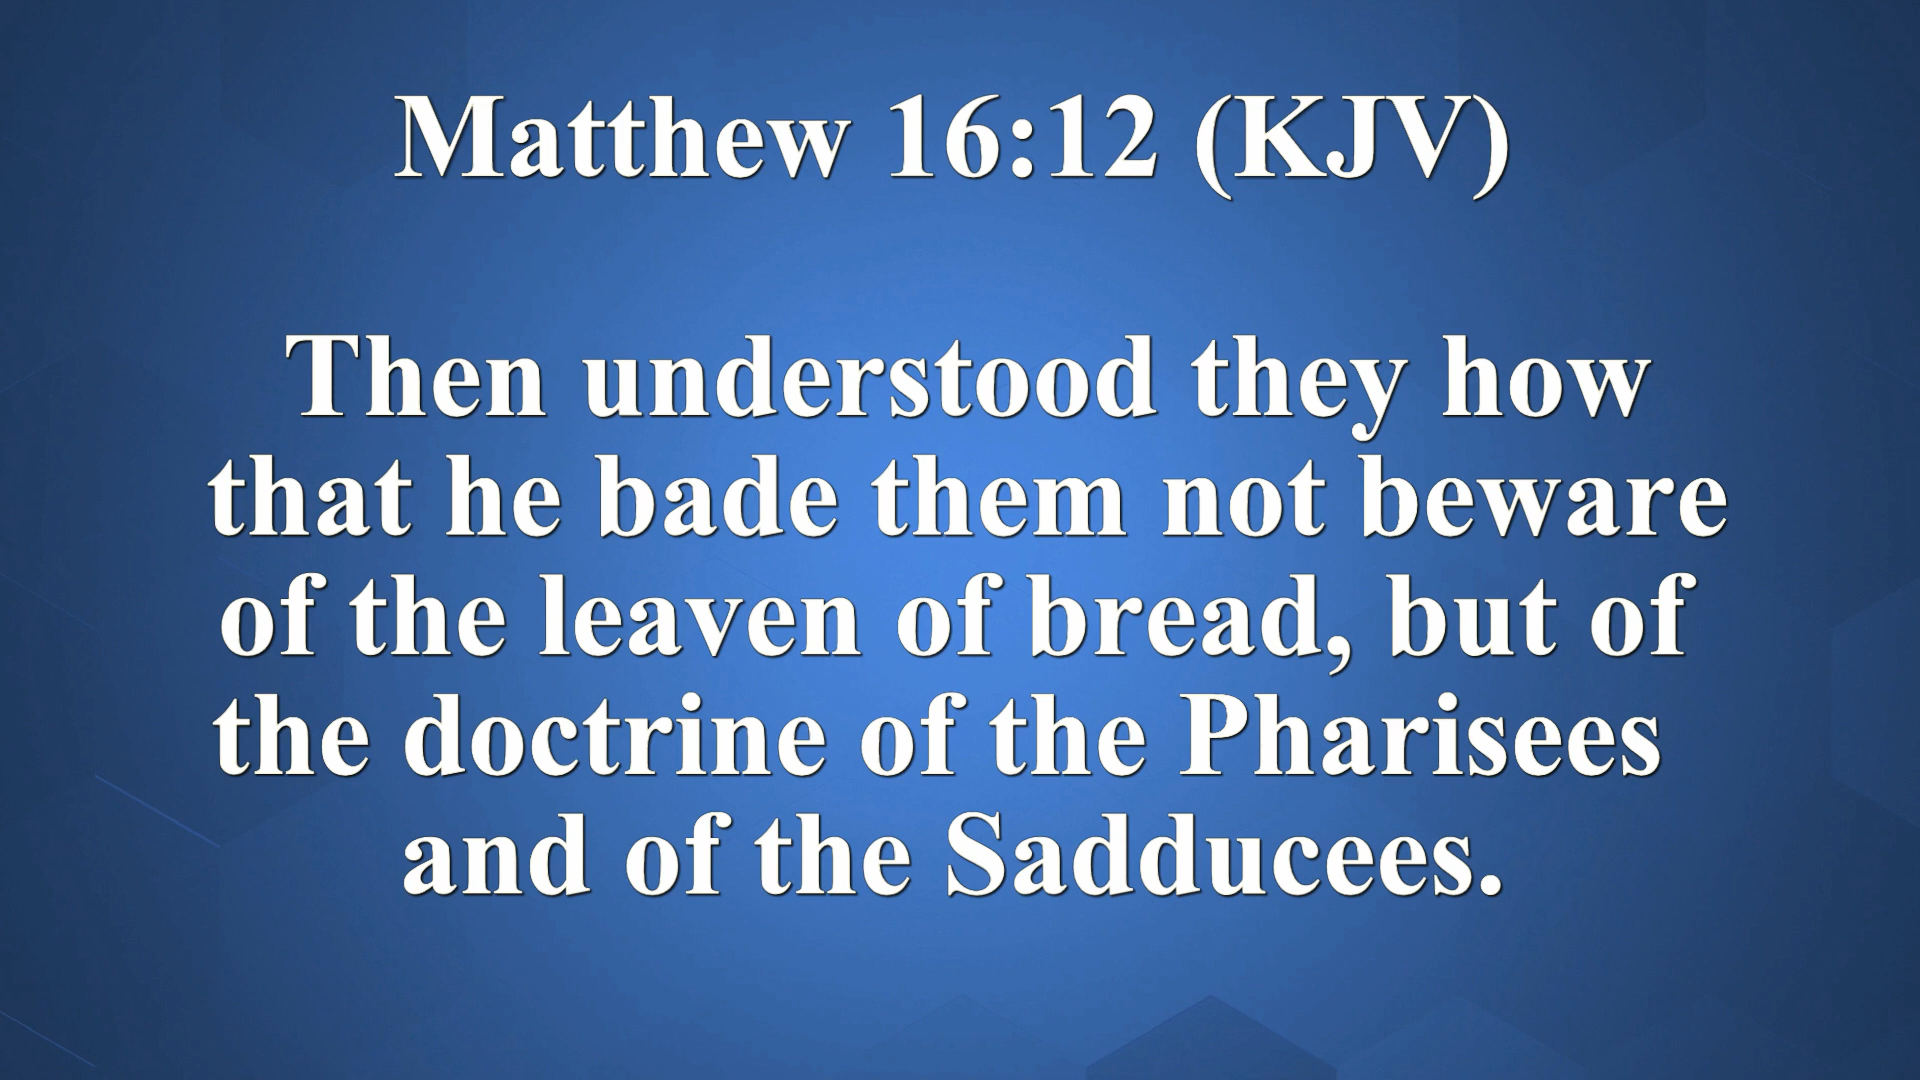 Matthew 16:12 (KJV)
Then understood they how
that he bade them not beware
of the leaven of bread, but of
the doctrine of the Pharisees
and of the Sadducees.